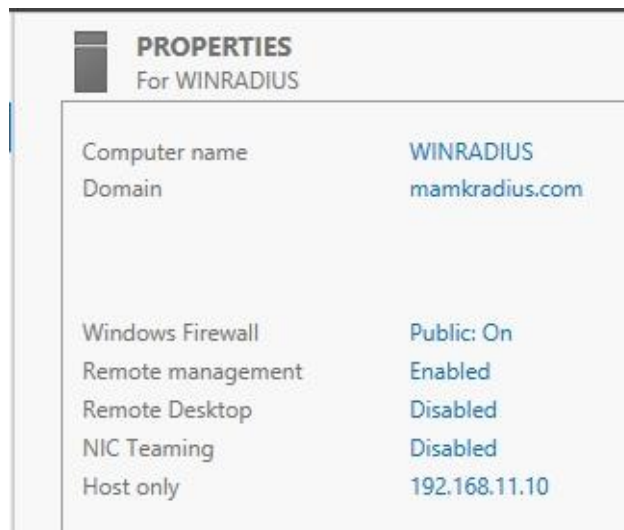 PROPERTIES
For WINRADIUS
Computer name WINRADIUS
Domain mamkradius.com
Windows Firewall Public: On
Remote management Enabled
Remote Desktop Disabled
NIC Teaming Disabled
Host only 192.168.11.10